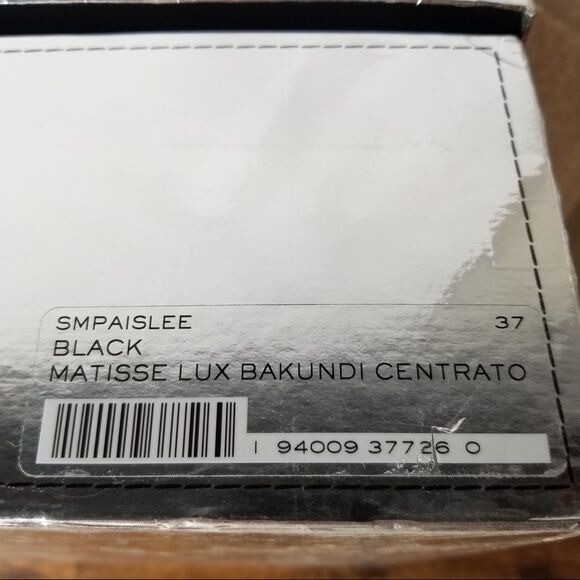 SMPAISLEE 37
BLACK
MATISSE LUX BAKUNDI CENTRATO
1 94009 37726 0